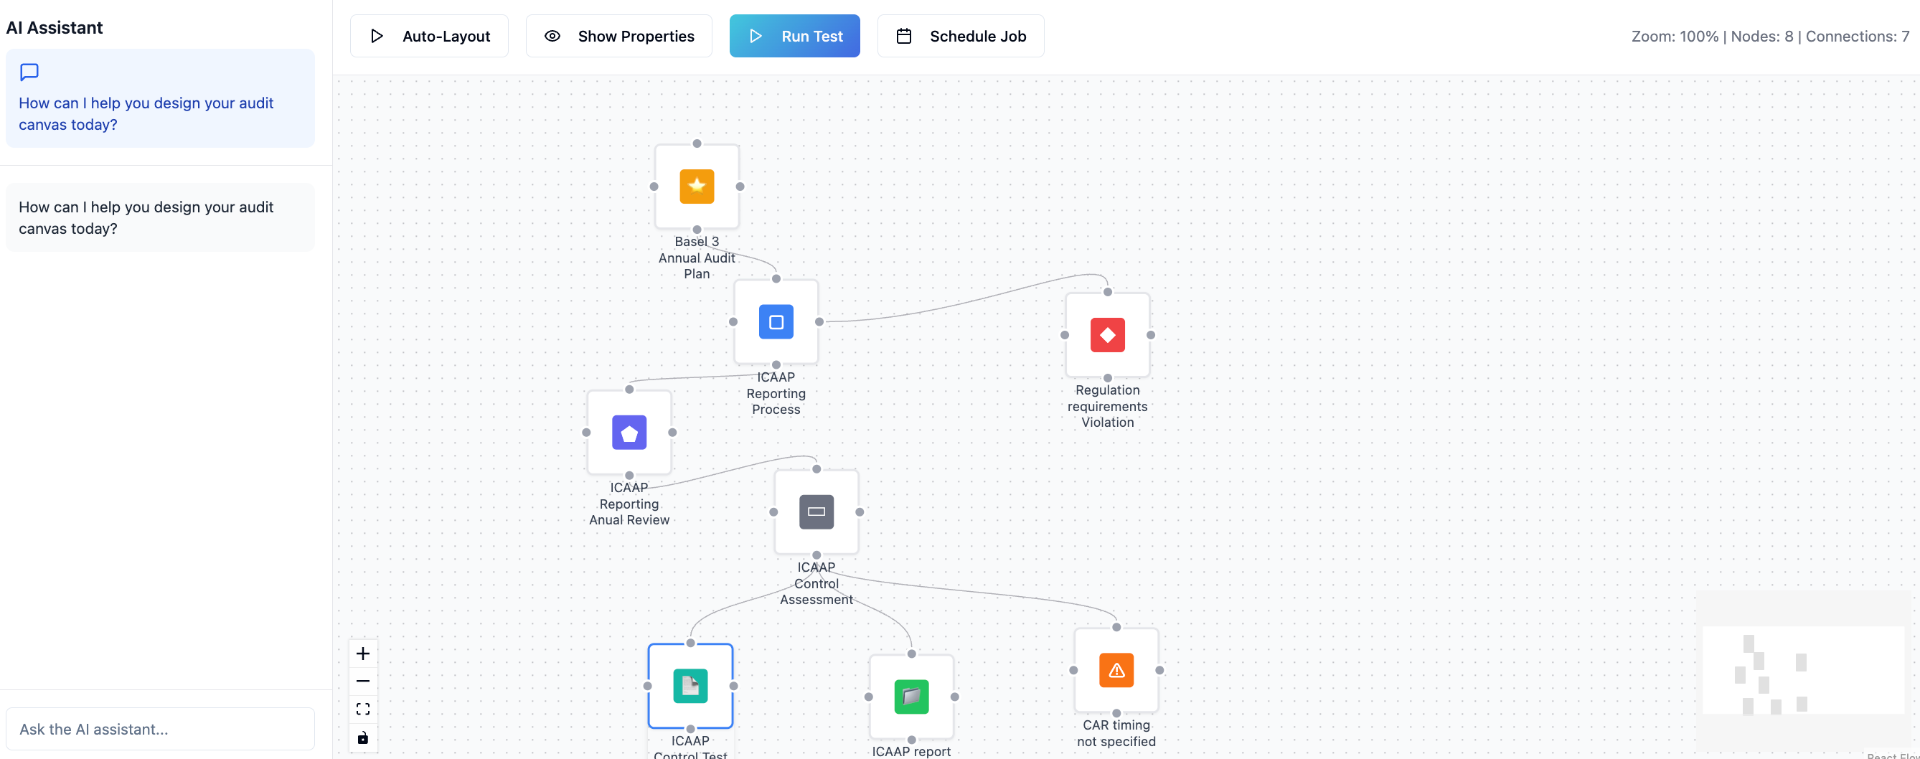 AI Assistant
How can I help you design your audit
canvas today?
How can I help you design your audit
canvas today?
Ask the AI assistant...
Auto-Layout
Show Properties
Run Test
Schedule Job
Zoom: 100% | Nodes: 8 | Connections: 7
Basel 3
Annual Audit
Plan
ICAAP
Reporting
Process
Regulation
requirements
Violation
ICAAP
Reporting
Anual Review
ICAAP
Control
Assessment
ICAAP
Control Test
ICAAP report
CAR timing
not specified
React Flow